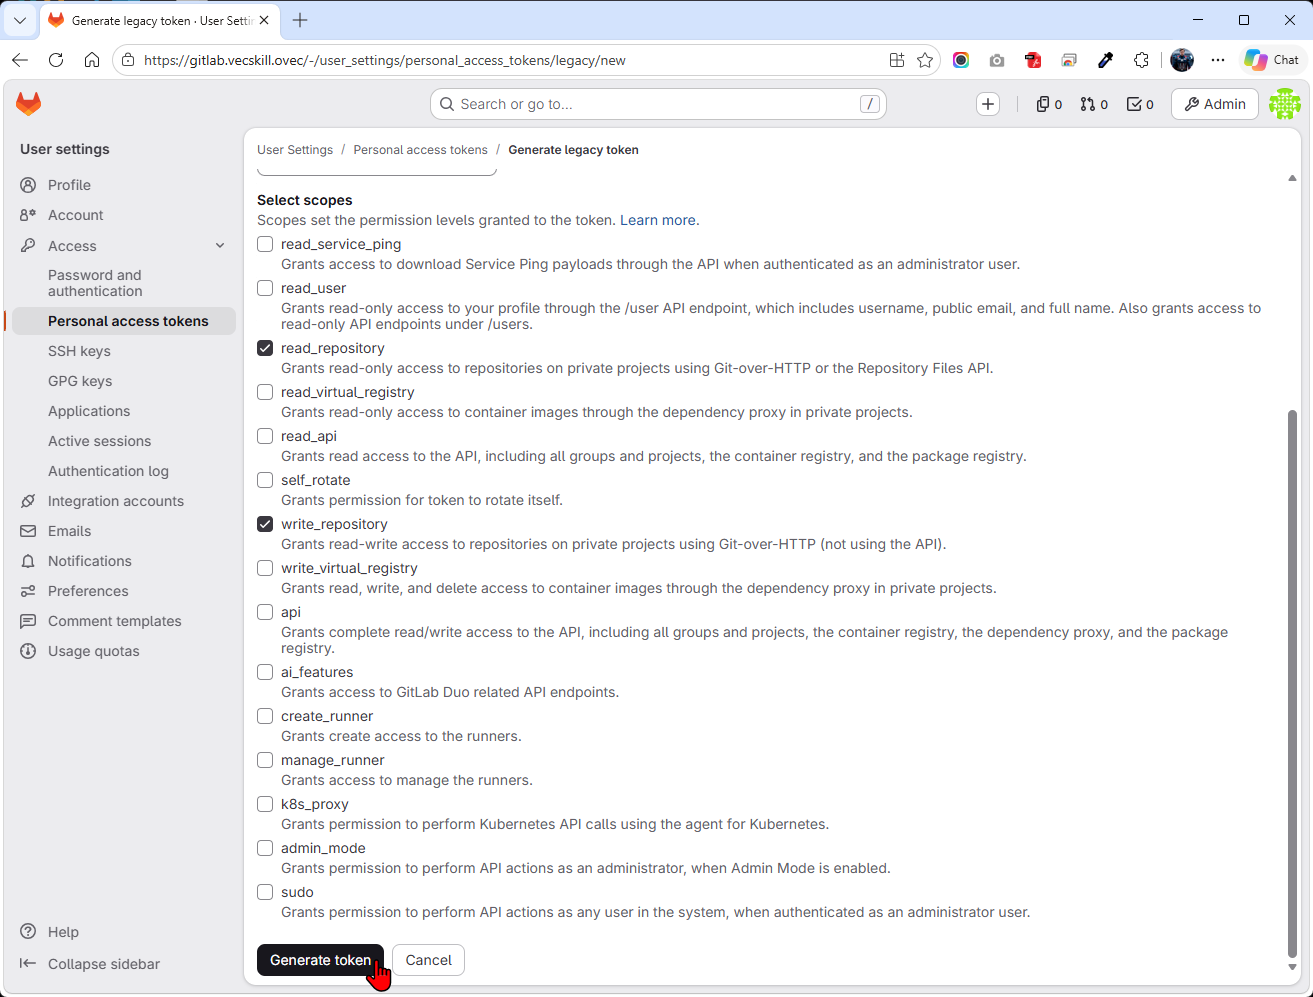 Generate legacy token · User Settin
https://gitlab.vecskill.ovec/-/user_settings/personal_access_tokens/legacy/new
Chat
Search or go to...
/
0
0
0
Admin
User settings
Profile
Account
Access
Password and
authentication
Personal access tokens
SSH keys
GPG keys
Applications
Active sessions
Authentication log
Integration accounts
Emails
Notifications
Preferences
Comment templates
Usage quotas
Help
Collapse sidebar
User Settings / Personal access tokens / Generate legacy token
Select scopes
Scopes set the permission levels granted to the token. Learn more.
read_service_ping
Grants access to download Service Ping payloads through the API when authenticated as an administrator user.
read_user
Grants read-only access to your profile through the /user API endpoint, which includes username, public email, and full name. Also grants access to
read-only API endpoints under /users.
read_repository
Grants read-only access to repositories on private projects using Git-over-HTTP or the Repository Files API.
read_virtual_registry
Grants read-only access to container images through the dependency proxy in private projects.
read_api
Grants read access to the API, including all groups and projects, the container registry, and the package registry.
self_rotate
Grants permission for token to rotate itself.
write_repository
Grants read-write access to repositories on private projects using Git-over-HTTP (not using the API).
write_virtual_registry
Grants read, write, and delete access to container images through the dependency proxy in private projects.
api
Grants complete read/write access to the API, including all groups and projects, the container registry, the dependency proxy, and the package
registry.
ai_features
Grants access to GitLab Duo related API endpoints.
create_runner
Grants create access to the runners.
manage_runner
Grants access to manage the runners.
k8s_proxy
Grants permission to perform Kubernetes API calls using the agent for Kubernetes.
admin_mode
Grants permission to perform API actions as an administrator, when Admin Mode is enabled.
sudo
Grants permission to perform API actions as any user in the system, when authenticated as an administrator user.
Generate token
Cancel